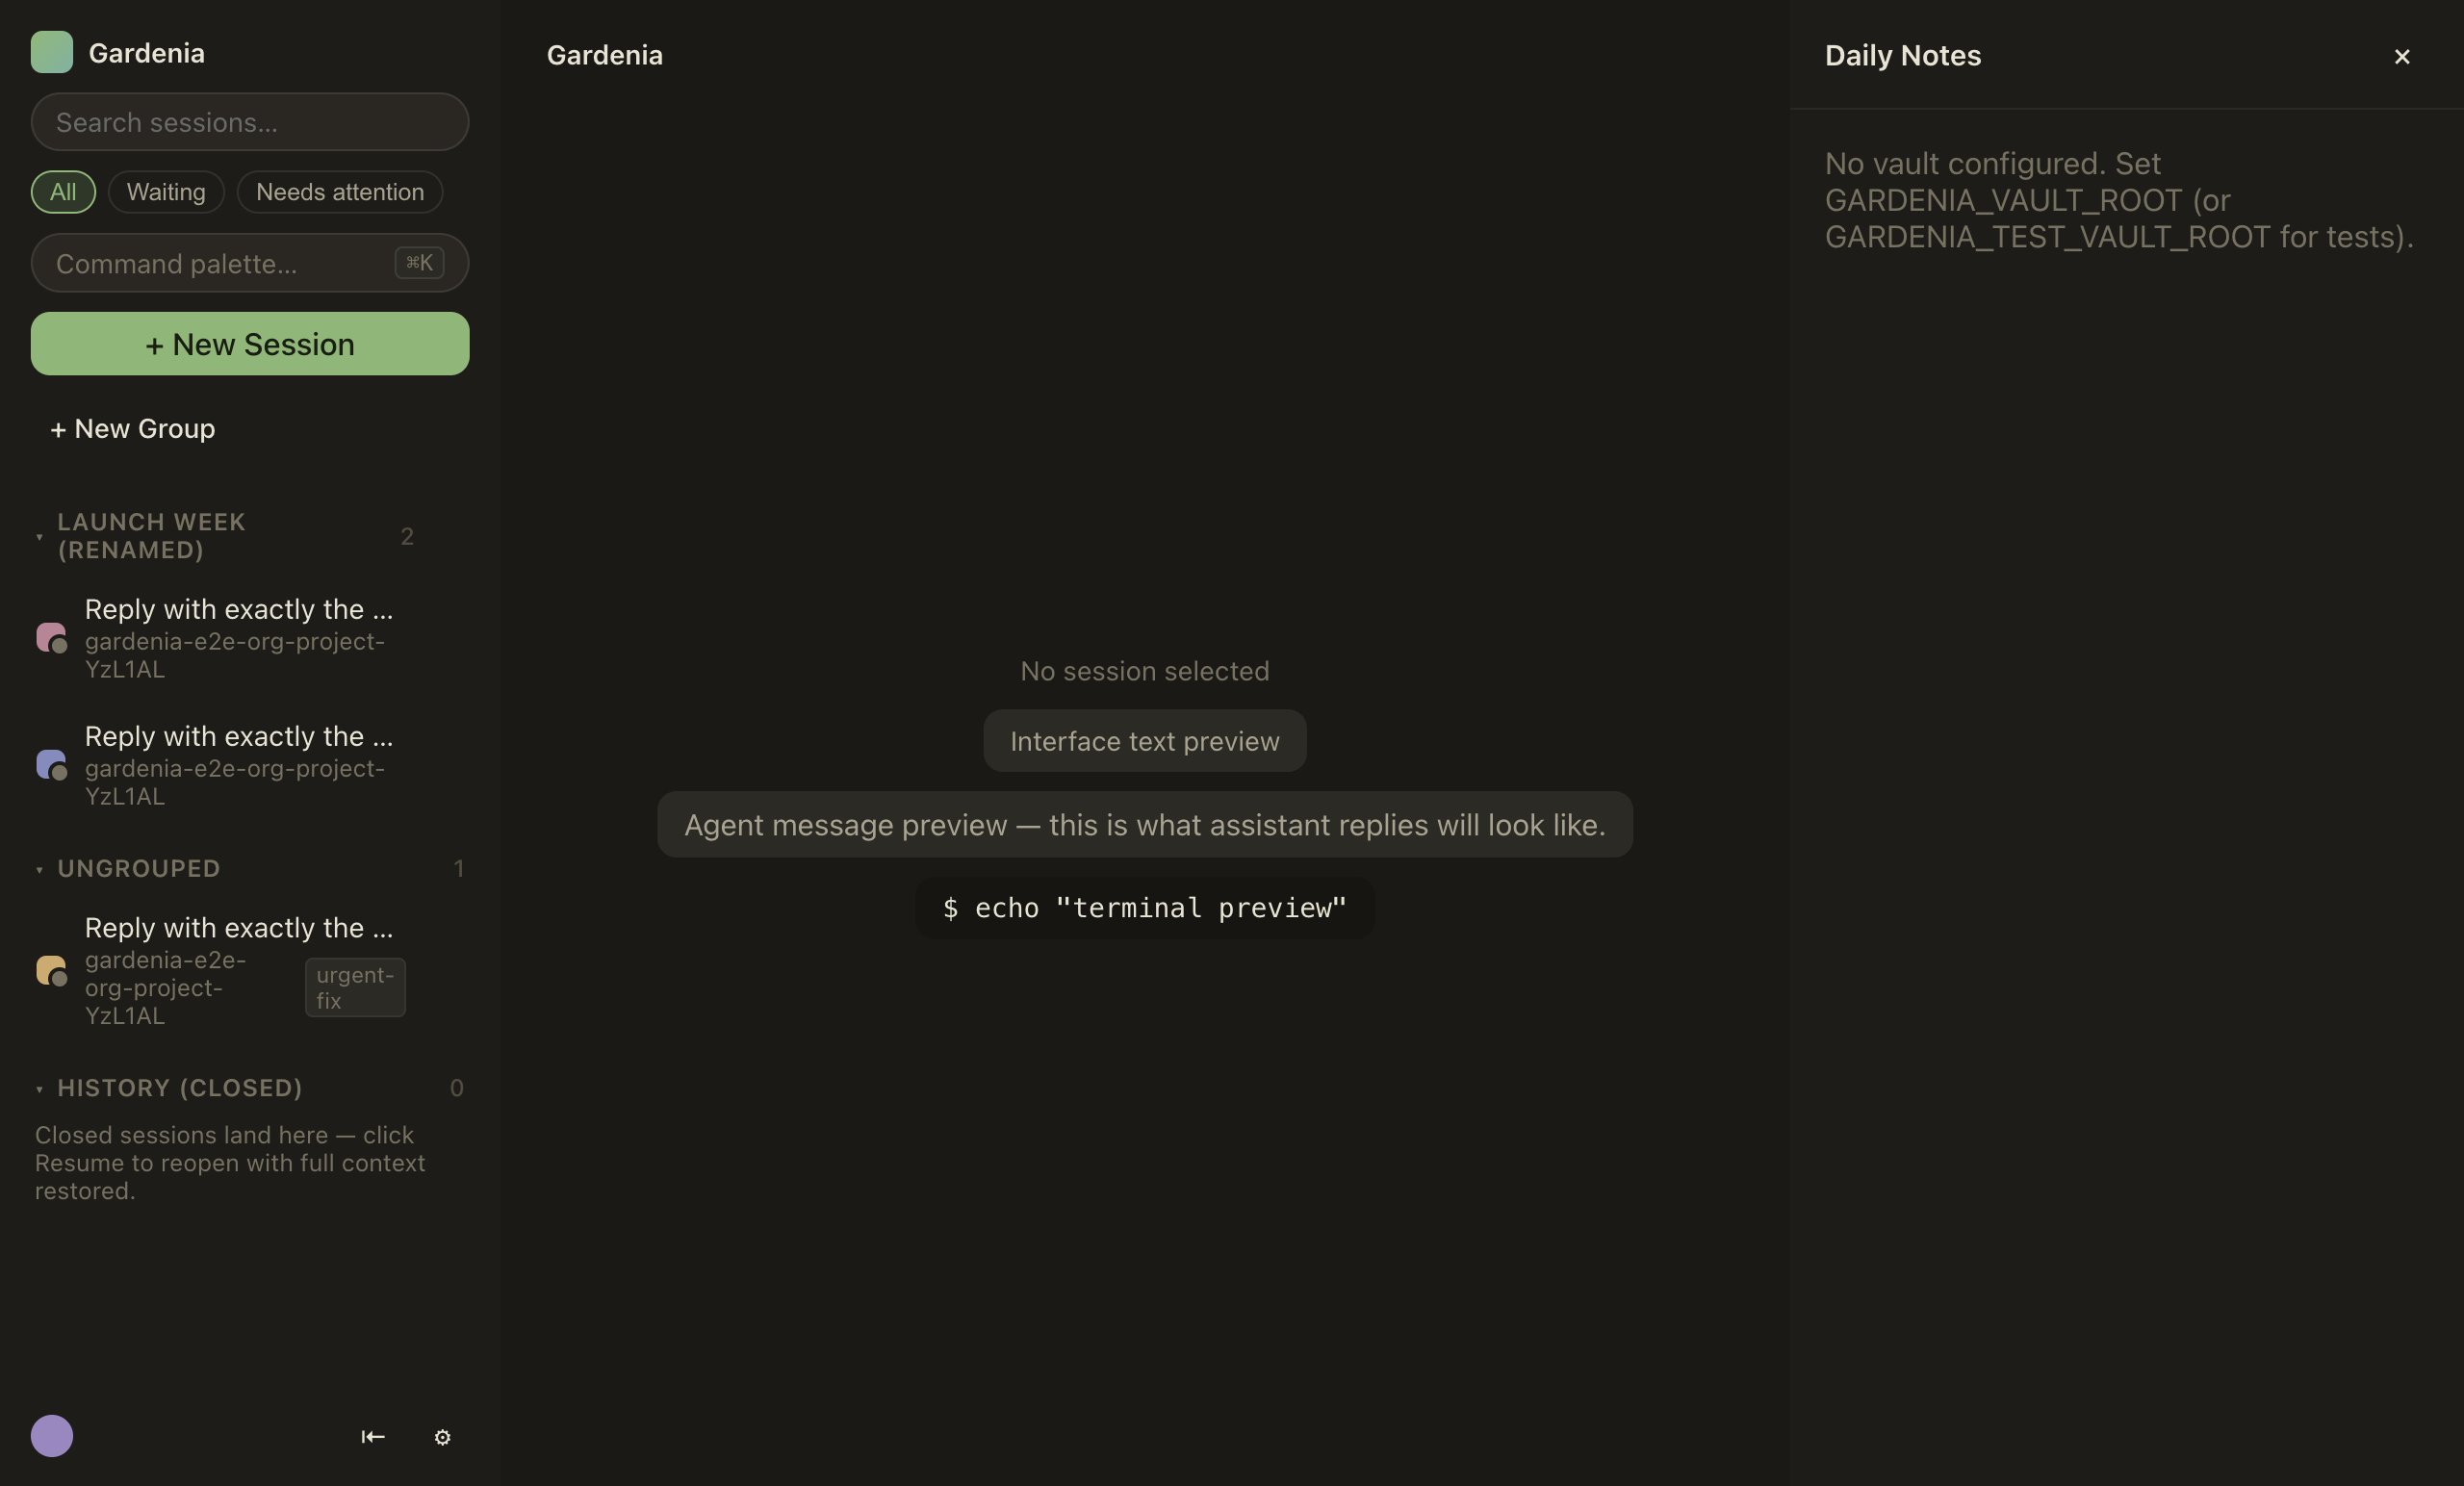 Gardenia
Search sessions...
All
Waiting
Needs attention
Command palette...
⌘K
+ New Session
+ New Group
LAUNCH WEEK
(RENAMED)
2
Reply with exactly the ...
gardenia-e2e-org-project-
YzL1AL
Reply with exactly the ...
gardenia-e2e-org-project-
YzL1AL
UNGROUPED
1
Reply with exactly the ...
gardenia-e2e-
org-project-
YzL1AL
urgent-
fix
HISTORY (CLOSED)
0
Closed sessions land here — click
Resume to reopen with full context
restored.
Gardenia
No session selected
Interface text preview
Agent message preview — this is what assistant replies will look like.
$ echo "terminal preview"
Daily Notes
No vault configured. Set
GARDENIA_VAULT_ROOT (or
GARDENIA_TEST_VAULT_ROOT for tests).